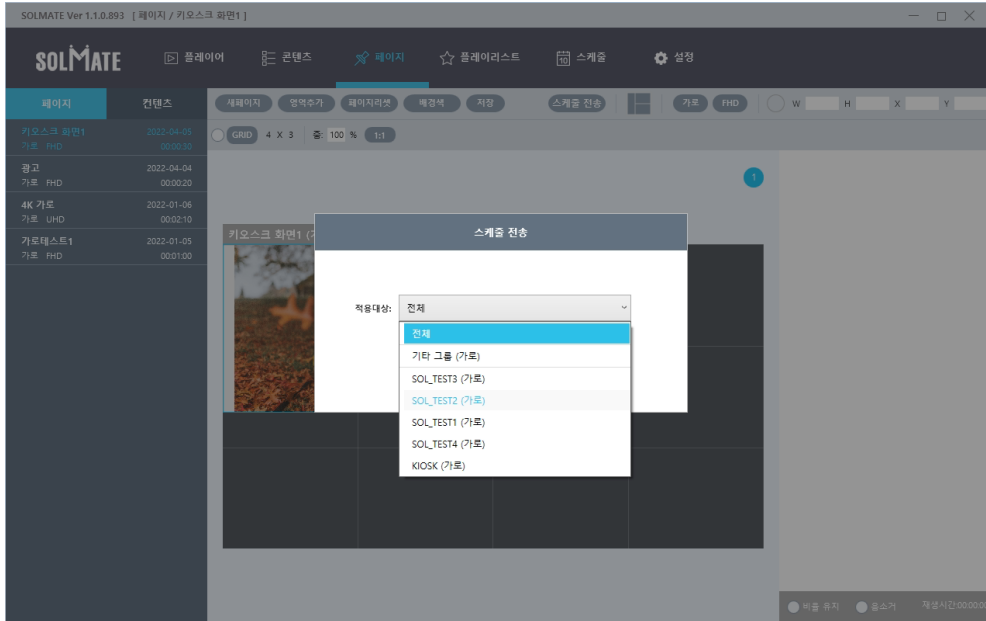 SOLMATE Ver 1.1.0.893 [ 페이지 / 키오스크 화면1 ]
SOLMATE 플레이어 콘텐츠 페이지 플레이리스트 10 스케줄 설정
페이지 컨텐츠 새페이지 영역추가 페이지리셋 배경색 저장 스케줄 전송 가로 FHD W H X Y
키오스크 화면1 2022-04-05
가로 FHD 00:00:30
GRID 4 X 3 줌: 100 % 1:1
광고 2022-04-04
가로 FHD 00:00:20
1
4K 가로 2022-01-06
가로 UHD 00:02:10
가로테스트1 2022-01-05
가로 FHD 00:01:00
키오스크 화면1
스케줄 전송
적용대상: 전체
전체
기타 그룹 (가로)
SOL_TEST3 (가로)
SOL_TEST2 (가로)
SOL_TEST1 (가로)
SOL_TEST4 (가로)
KIOSK (가로)
비율 유지 음소거 재생시간:00:00:0